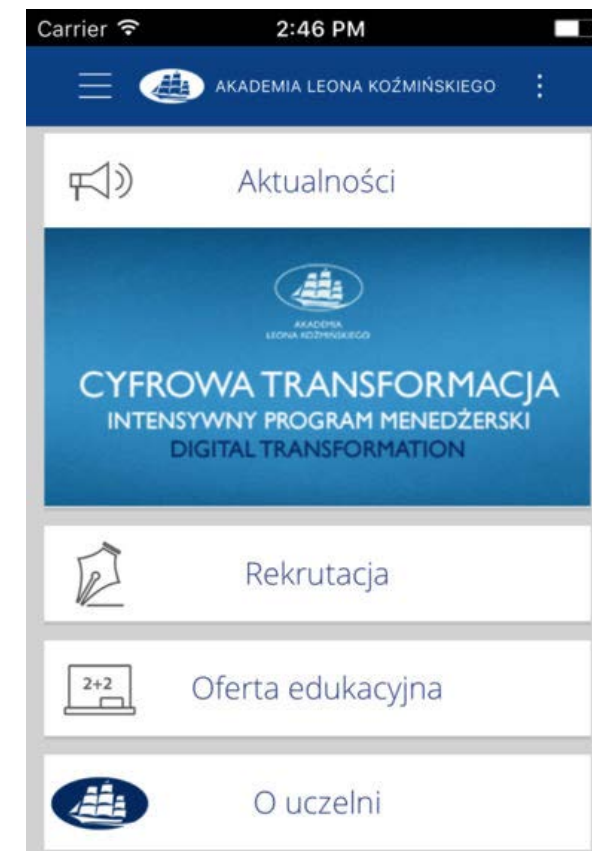 Carrier 2:46 PM
AKADEMIA LEONA KOŹMIŃSKIEGO
Aktualności
AKADEMIA
LEONA KOŹMIŃSKIEGO
CYFROWA TRANSFORMACJA
INTENSYWNY PROGRAM MENEDŻERSKI
DIGITAL TRANSFORMATION
Rekrutacja
2+2
Oferta edukacyjna
O uczelni